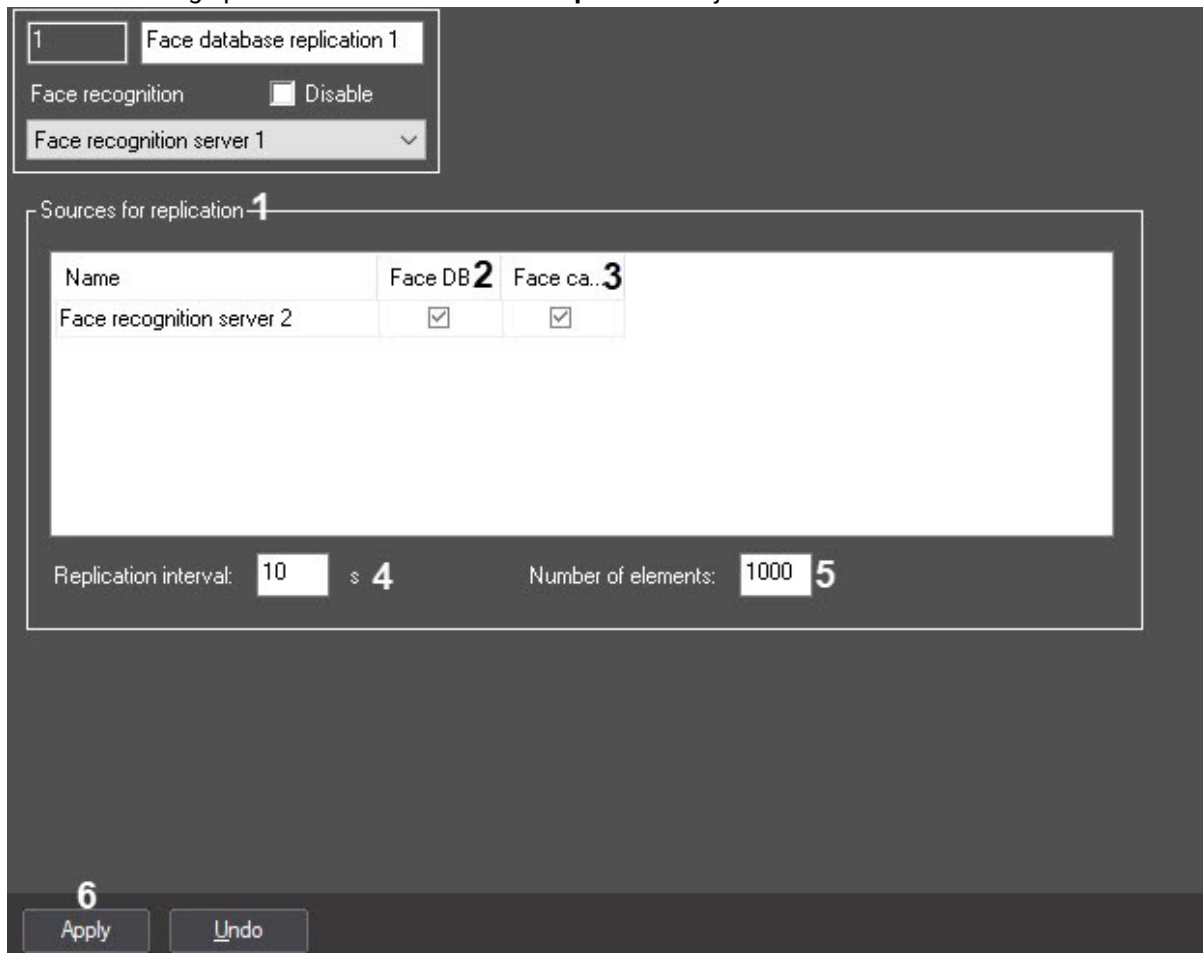 1 Face database replication 1
Face recognition Disable
Face recognition server 1
Sources for replication 1
Name Face DB 2 Face ca... 3
Face recognition server 2
Replication interval: 10 s 4 Number of elements: 1000 5
6
Apply Undo